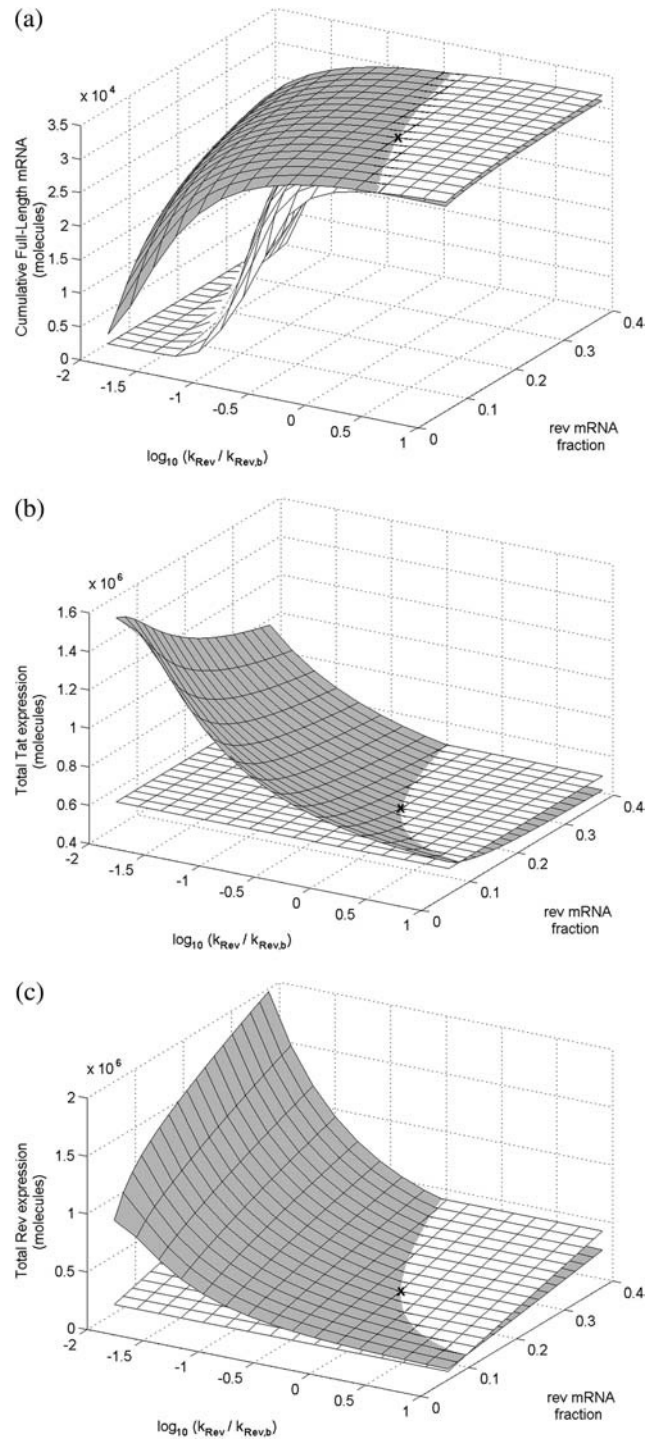 (a)
x 10^4
3.5
3
2.5
2
1.5
1
0.5
0
Cumulative Full-Length mRNA
(molecules)
-2
-1.5
-1
-0.5
0
0.5
1
log10 (kRev / kRev,b)
0
0.1
0.2
0.3
0.4
rev mRNA
fraction
x
(b)
x 10^6
1.6
1.4
1.2
1
0.8
0.6
0.4
Total Tat expression
(molecules)
-2
-1.5
-1
-0.5
0
0.5
1
log10 (kRev / kRev,b)
0
0.1
0.2
0.3
0.4
rev mRNA
fraction
x
(c)
x 10^6
2
1.5
1
0.5
0
Total Rev expression
(molecules)
-2
-1.5
-1
-0.5
0
0.5
1
log10 (kRev / kRev,b)
0
0.1
0.2
0.3
0.4
rev mRNA
fraction
x